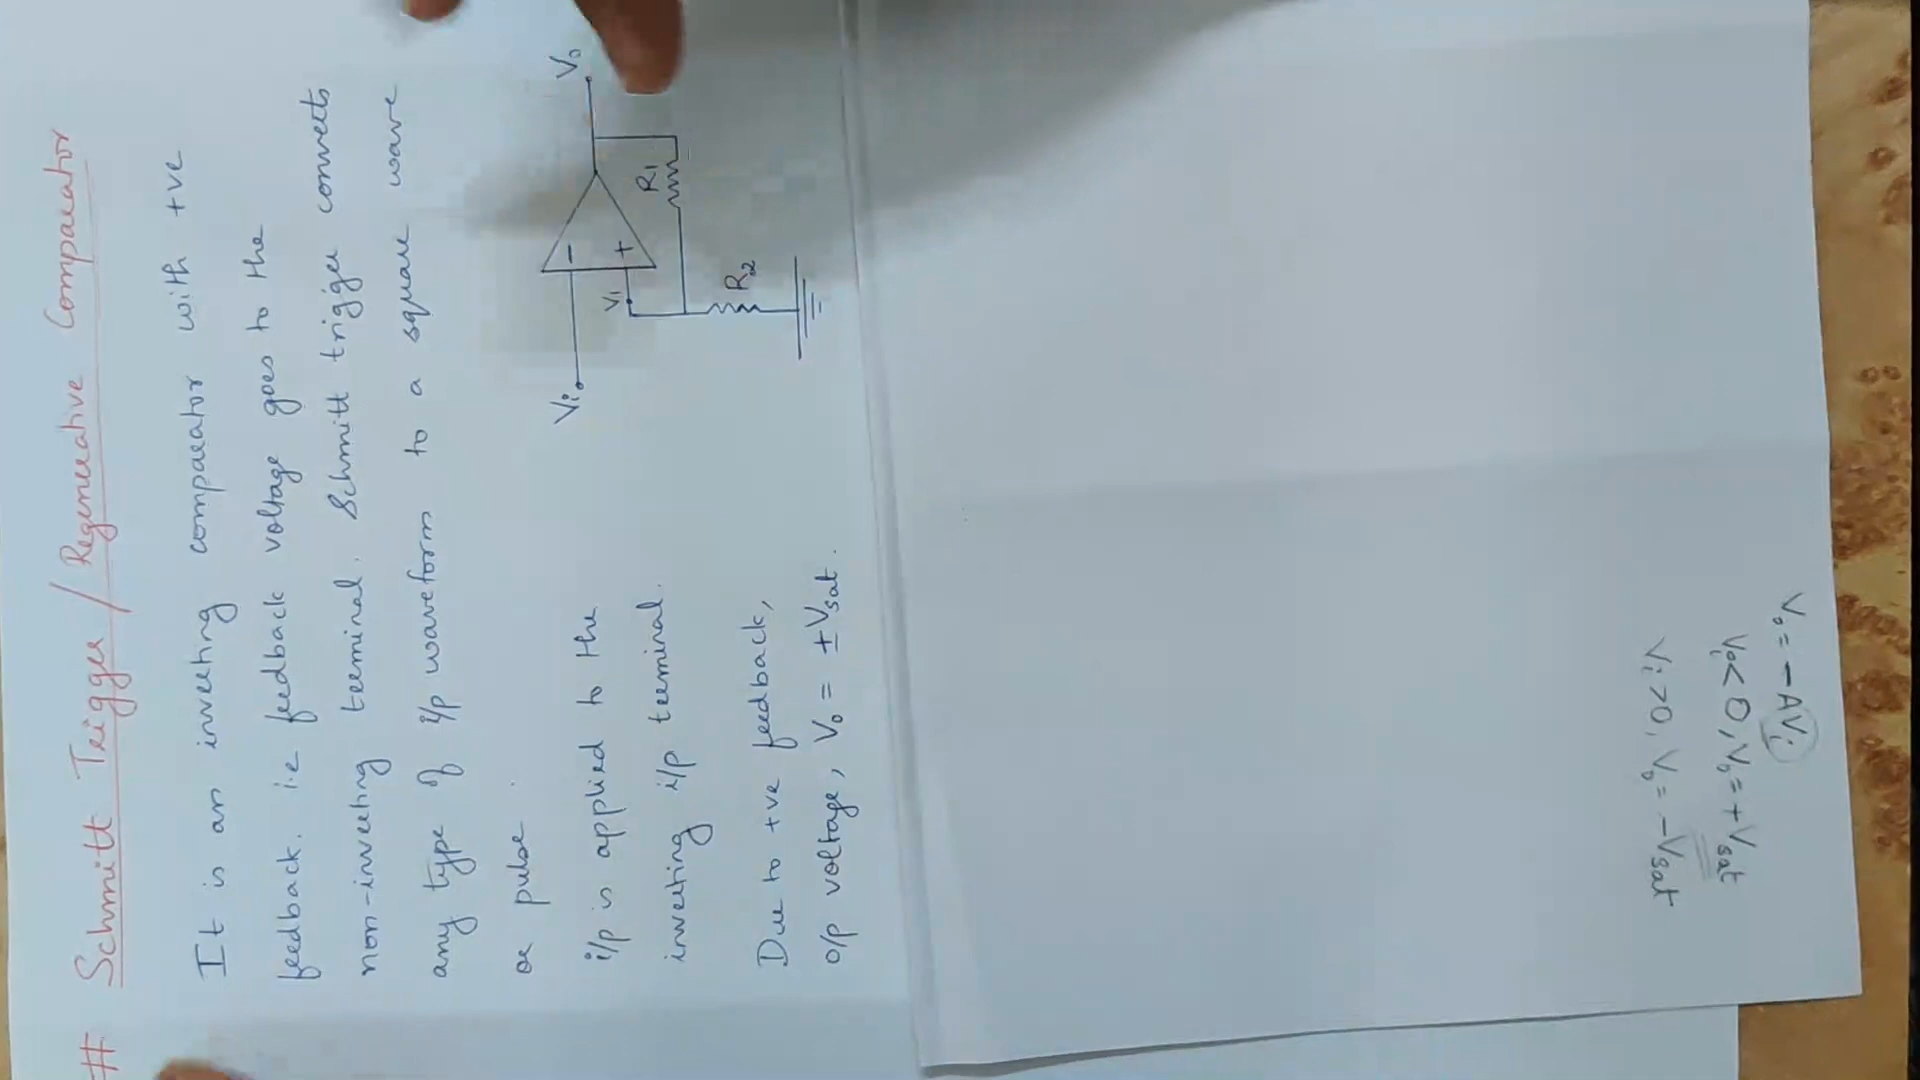 # Schmitt Trigger / Regenerative Comparator
It is an inverting comparator with +ve
feedback. i.e feedback voltage goes to the
non-inverting terminal. Schmitt trigger converts
any type of i/p waveform to a square wave
or pulse.
i/p is applied to the
inverting i/p terminal.
Due to +ve feedback,
o/p voltage, V₀ = ±Vsat.
Vi
V₀
-
+
V₁
R₁
R₂
V₀ = -AVi
Vi<0, V₀ = +Vsat
Vi>0, V₀ = -Vsat